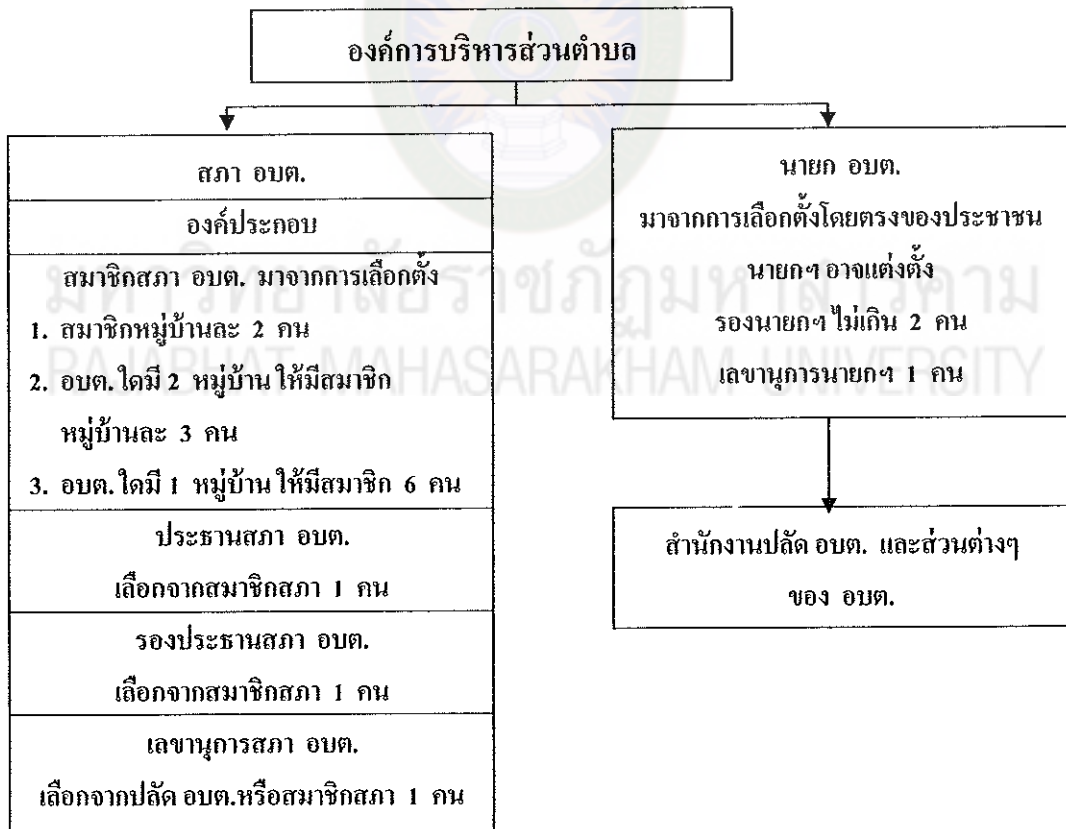 องค์การบริหารส่วนตำบล
สภา อบต.
องค์ประกอบ
สมาชิกสภา อบต. มาจากการเลือกตั้ง
1. สมาชิกหมู่บ้านละ 2 คน
2. อบต.ใดมี 2 หมู่บ้าน ให้มีสมาชิก
หมู่บ้านละ 3 คน
3. อบต.ใดมี 1 หมู่บ้าน ให้มีสมาชิก 6 คน
ประธานสภา อบต.
เลือกจากสมาชิกสภา 1 คน
รองประธานสภา อบต.
เลือกจากสมาชิกสภา 1 คน
เลขานุการสภา อบต.
เลือกจากปลัด อบต.หรือสมาชิกสภา 1 คน
นายก อบต.
มาจากการเลือกตั้งโดยตรงของประชาชน
นายกฯ อาจแต่งตั้ง
รองนายกฯ ไม่เกิน 2 คน
เลขานุการนายกฯ 1 คน
สำนักงานปลัด อบต. และส่วนต่างๆ
ของ อบต.
มหาวิทยาลัยราชภัฏมหาสารคาม
RAJABHAT MAHASARAKHAM UNIVERSITY